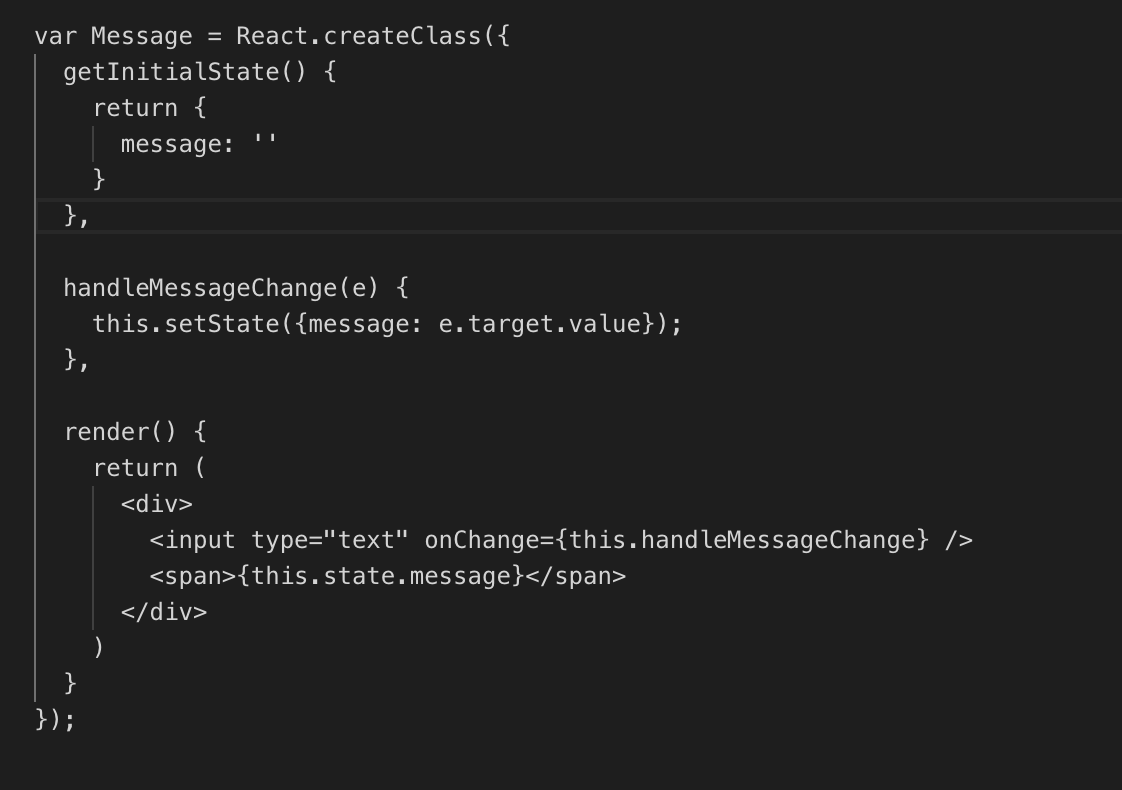 var Message = React.createClass({
  getInitialState() {
    return {
      message: ''
    }
  },

  handleMessageChange(e) {
    this.setState({message: e.target.value});
  },

  render() {
    return (
      <div>
        <input type="text" onChange={this.handleMessageChange} />
        <span>{this.state.message}</span>
      </div>
    )
  }
});